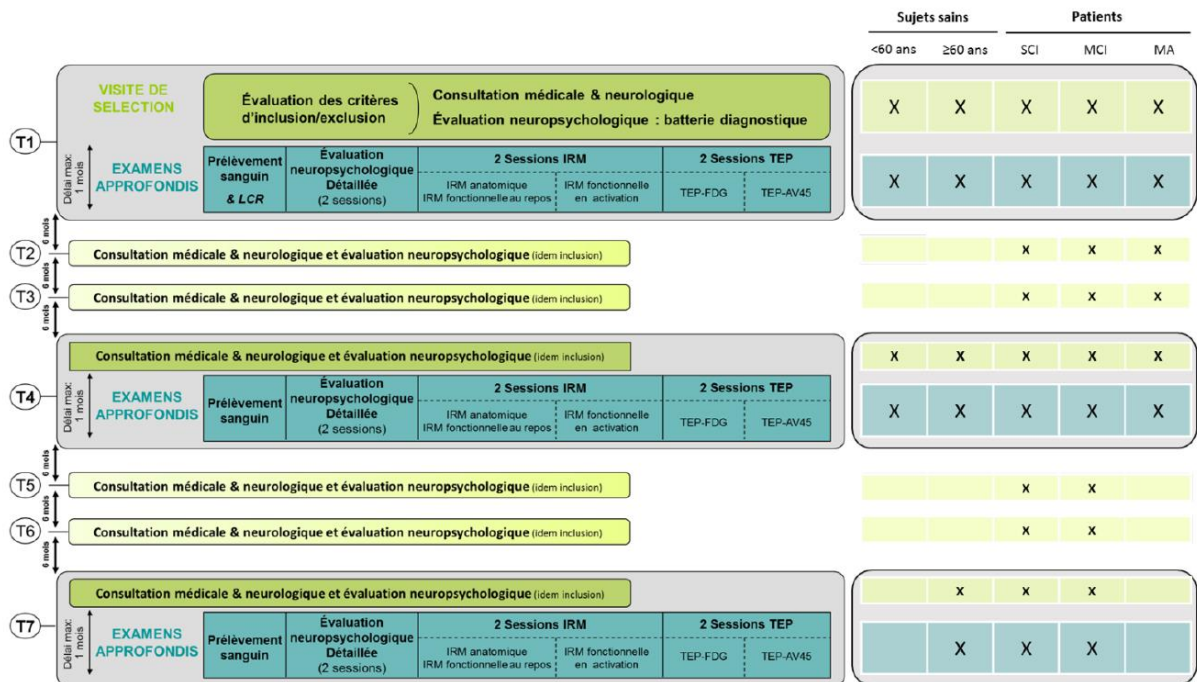 Sujets sains Patients
<60 ans ≥60 ans SCI MCI MA
VISITE DE
SELECTION
Évaluation des critères
d'inclusion/exclusion
Consultation médicale & neurologique
Évaluation neuropsychologique : batterie diagnostique
X X X X X
T1
Délai max:
1 mois
EXAMENS
APPROFONDIS
Prélèvement
sanguin
& LCR
Évaluation
neuropsychologique
Détaillée
(2 sessions)
2 Sessions IRM
IRM anatomique
IRM fonctionnelle au repos
IRM fonctionnelle
en activation
2 Sessions TEP
TEP-FDG
TEP-AV45
X X X X X
6 mois
T2
Consultation médicale & neurologique et évaluation neuropsychologique (idem inclusion)
X X X
6 mois
T3
Consultation médicale & neurologique et évaluation neuropsychologique (idem inclusion)
X X X
6 mois
Consultation médicale & neurologique et évaluation neuropsychologique (idem inclusion)
X X X X X
T4
Délai max:
1 mois
EXAMENS
APPROFONDIS
Prélèvement
sanguin
Évaluation
neuropsychologique
Détaillée
(2 sessions)
2 Sessions IRM
IRM anatomique
IRM fonctionnelle au repos
IRM fonctionnelle
en activation
2 Sessions TEP
TEP-FDG
TEP-AV45
X X X X X
6 mois
T5
Consultation médicale & neurologique et évaluation neuropsychologique (idem inclusion)
X X
6 mois
T6
Consultation médicale & neurologique et évaluation neuropsychologique (idem inclusion)
X X
6 mois
Consultation médicale & neurologique et évaluation neuropsychologique (idem inclusion)
X X X
T7
Délai max:
1 mois
EXAMENS
APPROFONDIS
Prélèvement
sanguin
Évaluation
neuropsychologique
Détaillée
(2 sessions)
2 Sessions IRM
IRM anatomique
IRM fonctionnelle au repos
IRM fonctionnelle
en activation
2 Sessions TEP
TEP-FDG
TEP-AV45
X X X